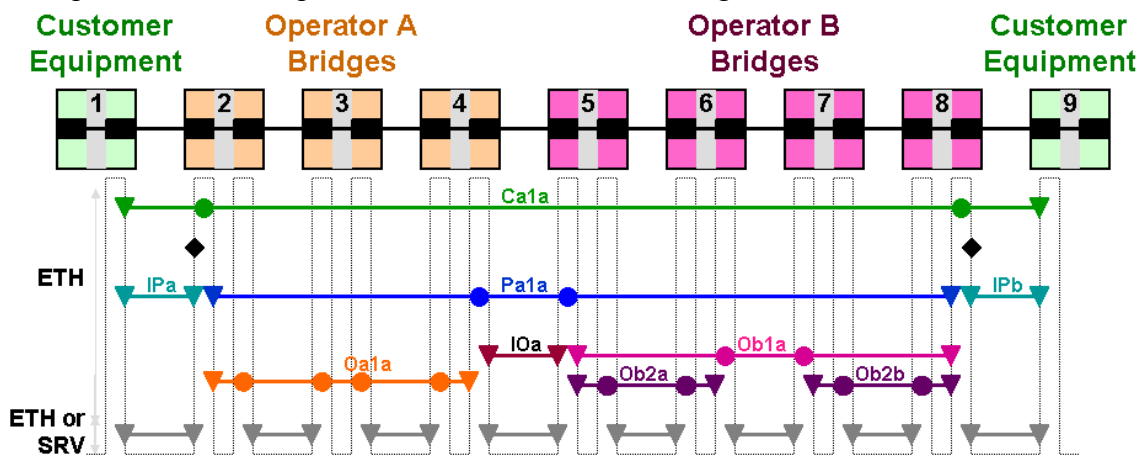 Customer Equipment
Operator A Bridges
Operator B Bridges
Customer Equipment
1 2 3 4 5 6 7 8 9
Ca1a
ETH
IPa Pa1a IPb
IOa Ob1a
Oa1a Ob2a Ob2b
ETH or
SRV